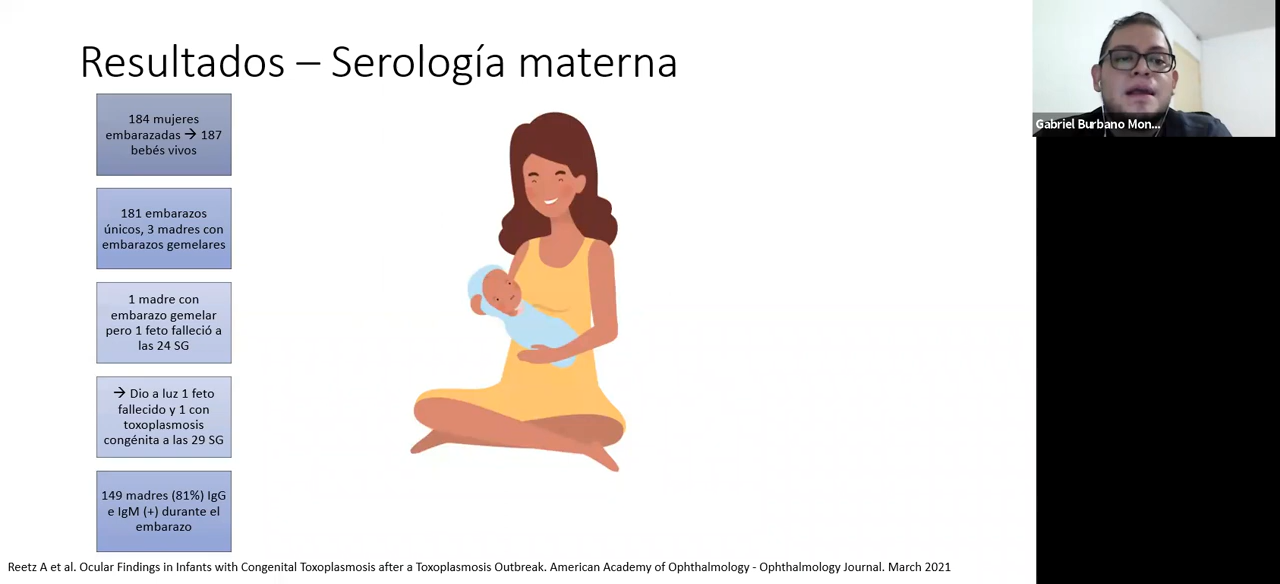 Resultados – Serología materna
184 mujeres
embarazadas → 187
bebés vivos
181 embarazos
únicos, 3 madres con
embarazos gemelares
1 madre con
embarazo gemelar
pero 1 feto falleció a
las 24 SG
→ Dio a luz 1 feto
fallecido y 1 con
toxoplasmosis
congénita a las 29 SG
149 madres (81%) IgG
e IgM (+) durante el
embarazo
Reetz A et al. Ocular Findings in Infants with Congenital Toxoplasmosis after a Toxoplasmosis Outbreak. American Academy of Ophthalmology - Ophthalmology Journal. March 2021
Gabriel Burbano Mon...